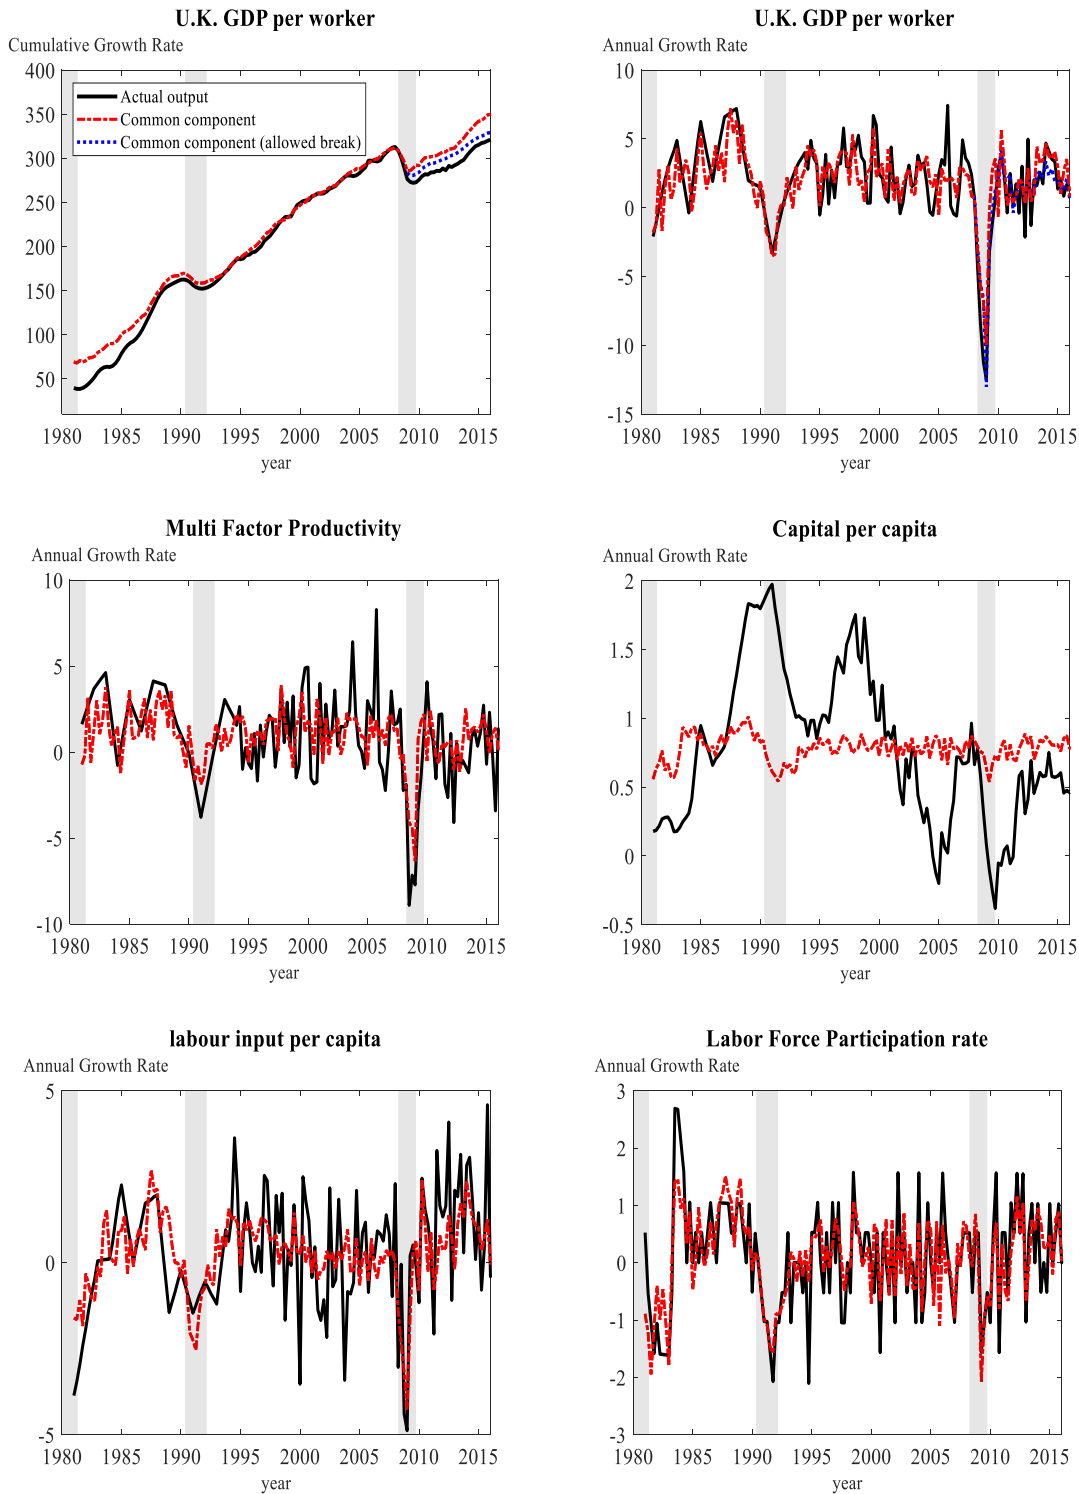 U.K. GDP per worker
Cumulative Growth Rate
400
350
300
250
200
150
100
50
Actual output
Common component
Common component (allowed break)
1980 1985 1990 1995 2000 2005 2010 2015
year
U.K. GDP per worker
Annual Growth Rate
10
5
0
-5
-10
-15
1980 1985 1990 1995 2000 2005 2010 2015
year
Multi Factor Productivity
Annual Growth Rate
10
5
0
-5
-10
1980 1985 1990 1995 2000 2005 2010 2015
year
Capital per capita
Annual Growth Rate
2
1.5
1
0.5
0
-0.5
1980 1985 1990 1995 2000 2005 2010 2015
year
labour input per capita
Annual Growth Rate
5
0
-5
1980 1985 1990 1995 2000 2005 2010 2015
year
Labor Force Participation rate
Annual Growth Rate
3
2
1
0
-1
-2
-3
1980 1985 1990 1995 2000 2005 2010 2015
year